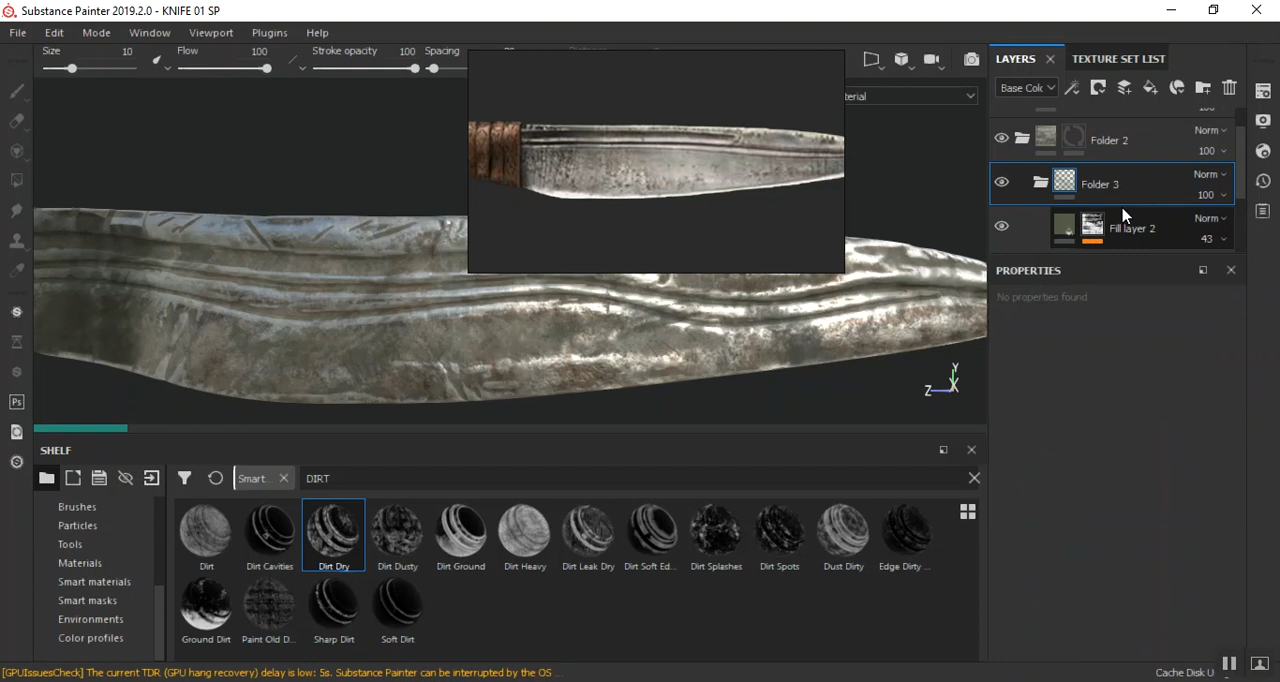 Substance Painter 2019.2.0 - KNIFE 01 SP
File Edit Mode Window Viewport Plugins Help
Size 10 Flow 100 Stroke opacity 100 Spacing
LAYERS TEXTURE SET LIST
Base Col
erial
100
Folder 2 Norm
100
Folder 3 Norm
100
Fill layer 2 Norm
43
PROPERTIES
No properties found
Y
Z X
SHELF
Smart... DIRT
Brushes
Particles
Tools
Materials
Smart materials
Smart masks
Environments
Color profiles
Dirt Dirt Cavities Dirt Dry Dirt Dusty Dirt Ground Dirt Heavy Dirt Leak Dry Dirt Soft Ed... Dirt Splashes Dirt Spots Dust Dirty Edge Dirty ...
Ground Dirt Paint Old D... Sharp Dirt Soft Dirt
[GPUIssuesCheck] The current TDR (GPU hang recovery) delay is low: 5s. Substance Painter can be interrupted by the OS ...
Cache Disk U